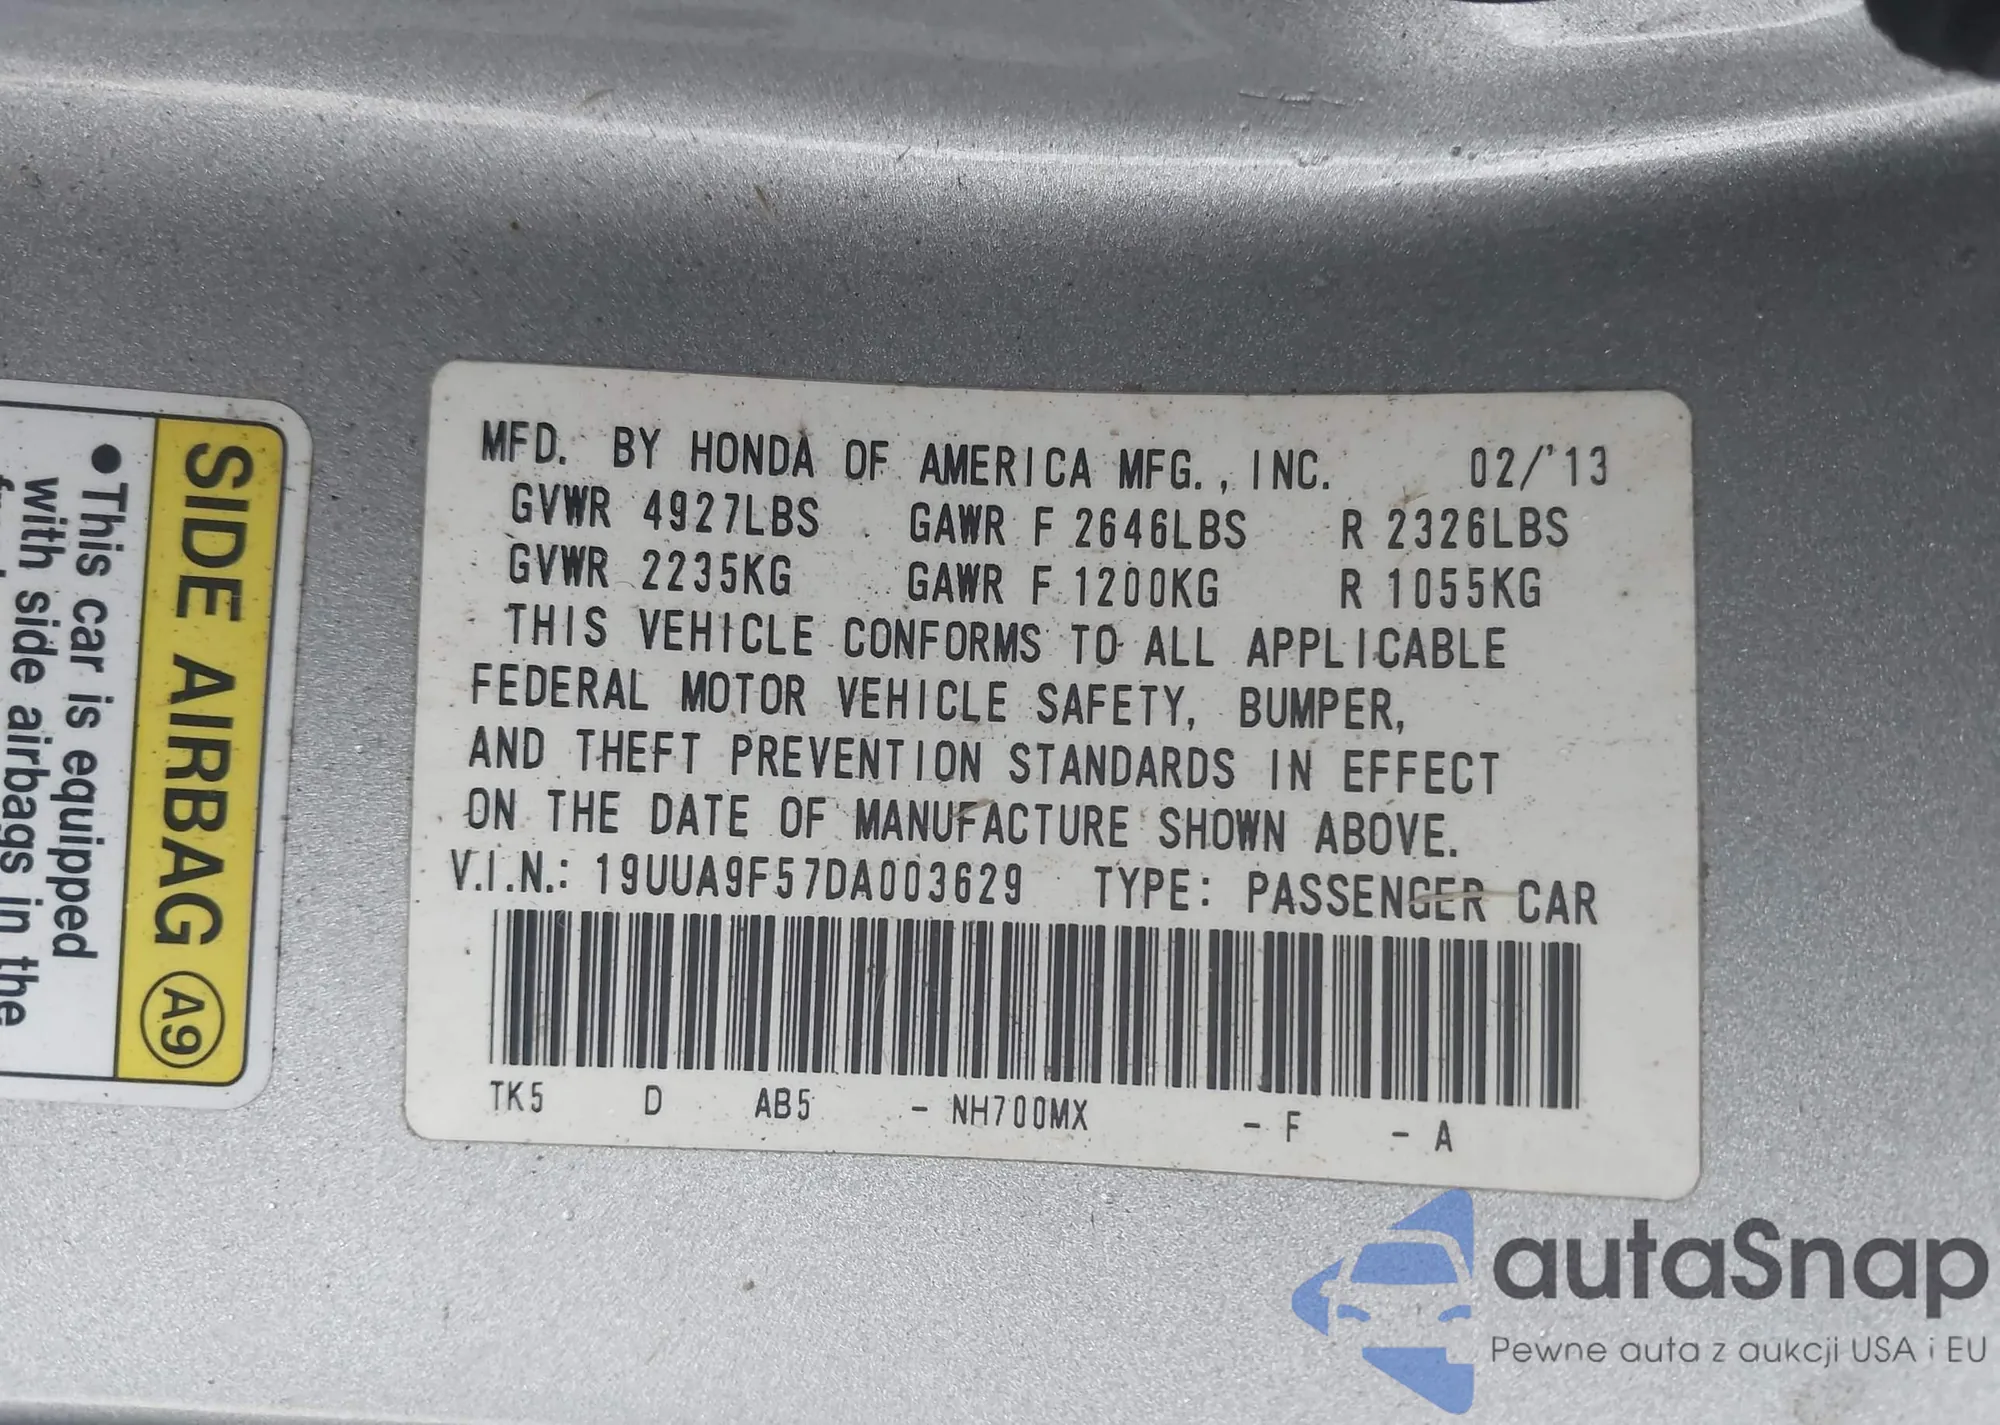 MFD. BY HONDA OF AMERICA MFG., INC. 02/'13
GVWR 4927LBS GAWR F 2646LBS R 2326LBS
GVWR 2235KG GAWR F 1200KG R 1055KG
THIS VEHICLE CONFORMS TO ALL APPLICABLE
FEDERAL MOTOR VEHICLE SAFETY, BUMPER,
AND THEFT PREVENTION STANDARDS IN EFFECT
ON THE DATE OF MANUFACTURE SHOWN ABOVE.
V.I.N.: 19UUA9F57DA003629 TYPE: PASSENGER CAR
TK5 D AB5 - NH700MX - F - A
SIDE AIRBAG A9
• This car is equipped
with side airbags in the
autaSnap
Pewne auta z aukcji USA i EU